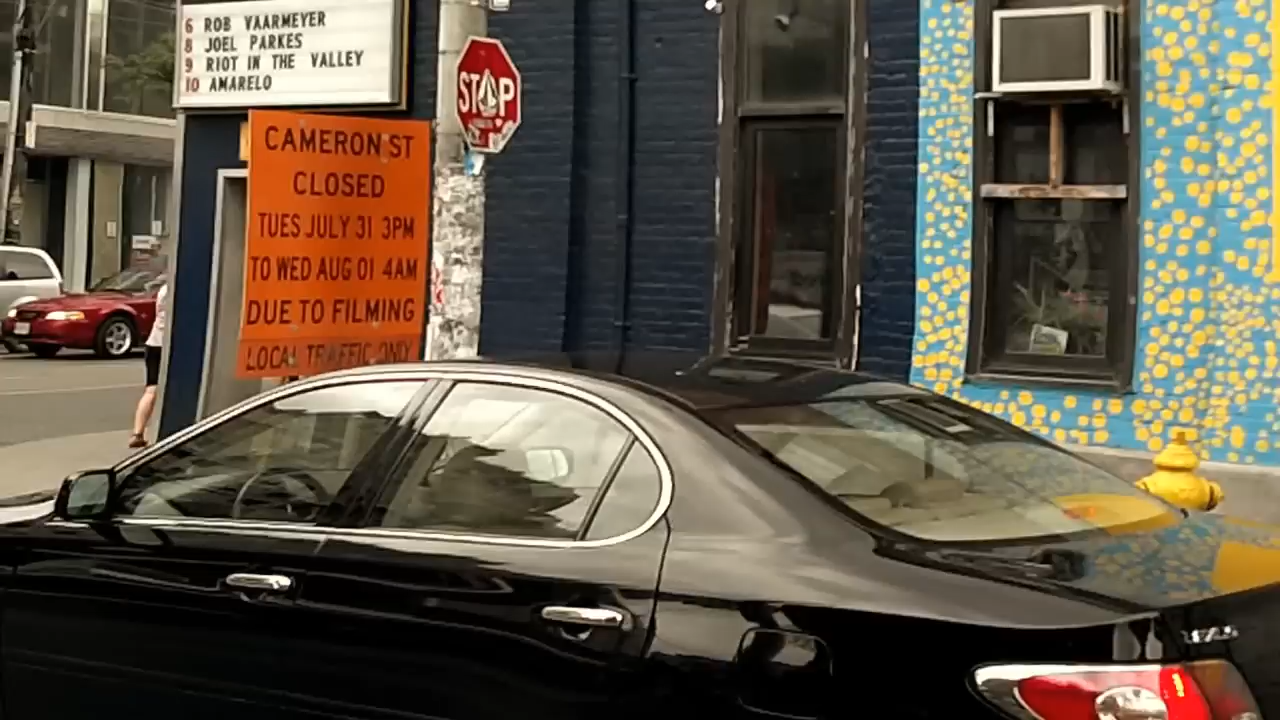 6 ROB VAARMEYER
8 JOEL PARKES
9 RIOT IN THE VALLEY
10 AMARELO
STOP
CAMERON ST
CLOSED
TUES JULY 31 3PM
TO WED AUG 01 4AM
DUE TO FILMING
LOCAL TRAFFIC ONLY